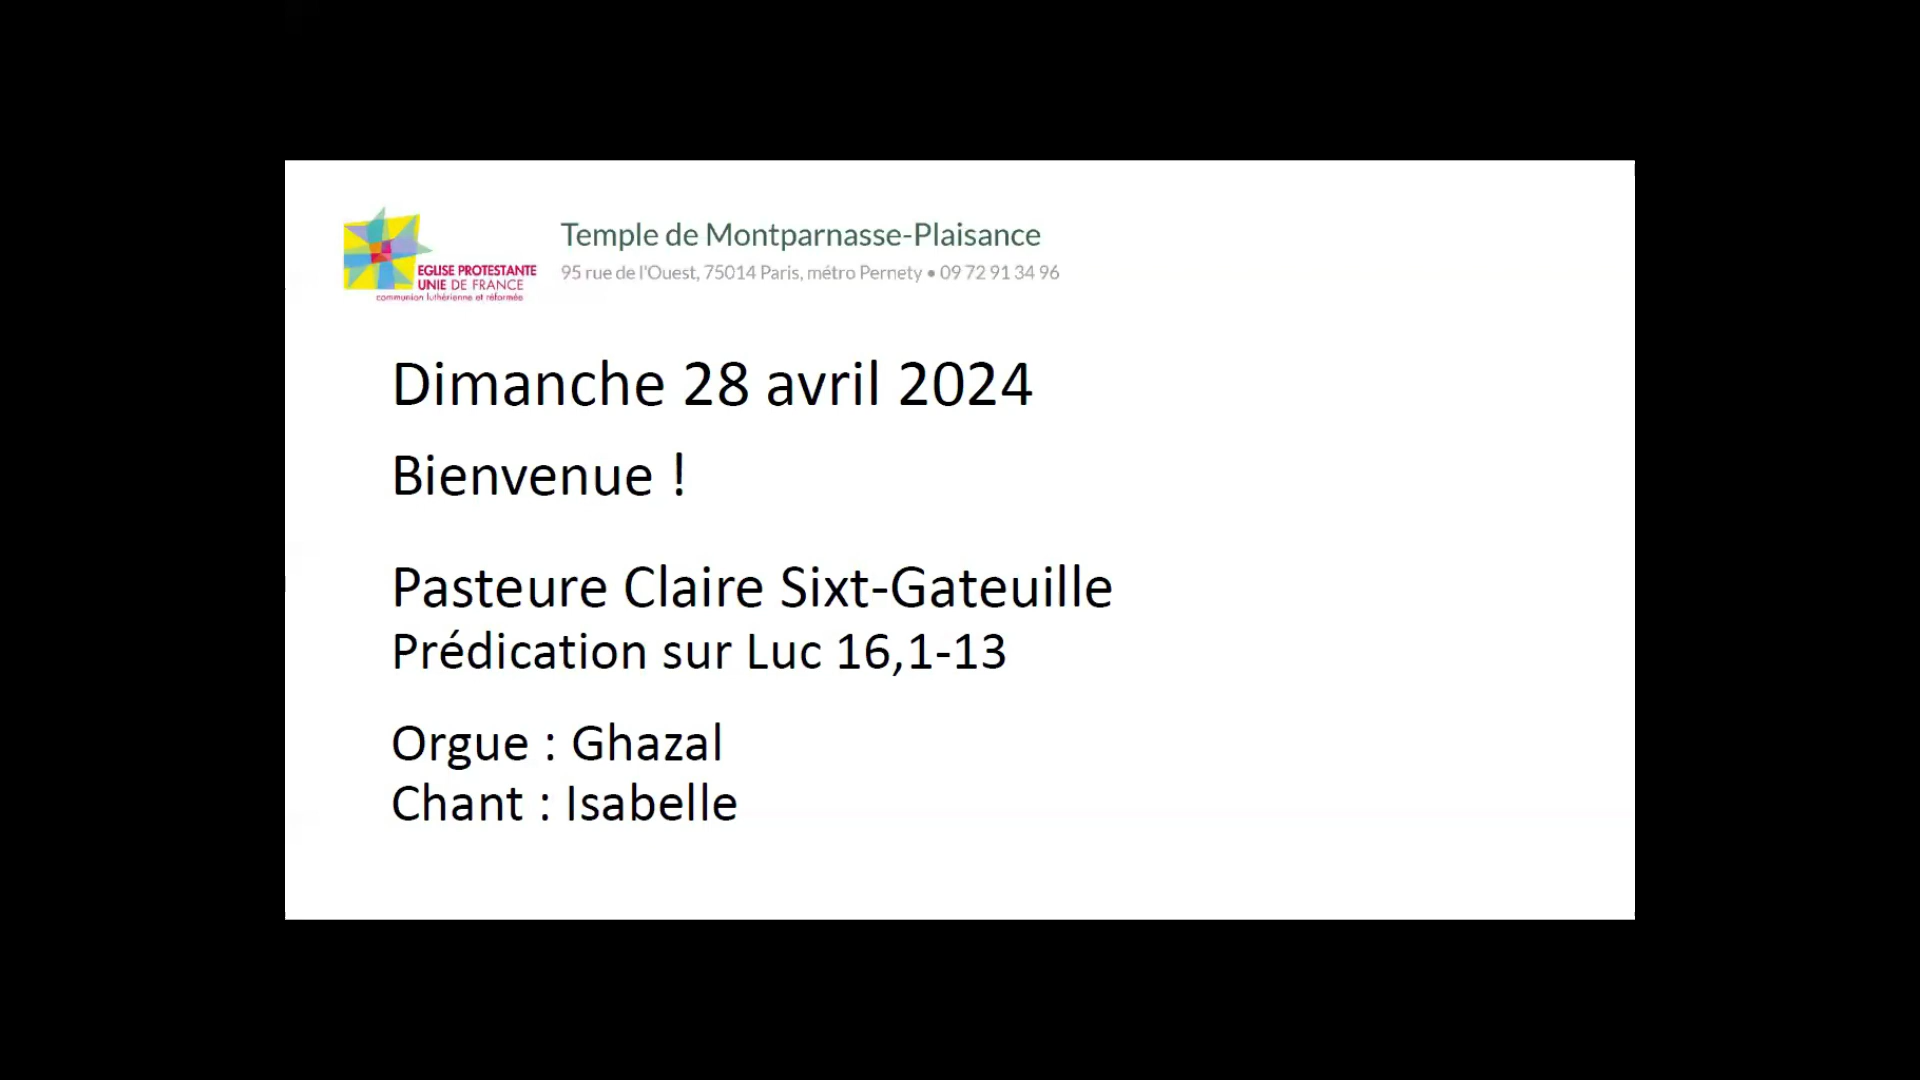 Temple de Montparnasse-Plaisance
95 rue de l'Ouest, 75014 Paris, métro Pernety • 09 72 91 34 96
EGLISE PROTESTANTE
UNIE DE FRANCE
communion luthérienne et réformée
Dimanche 28 avril 2024
Bienvenue !
Pasteure Claire Sixt-Gateuille
Prédication sur Luc 16,1-13
Orgue : Ghazal
Chant : Isabelle